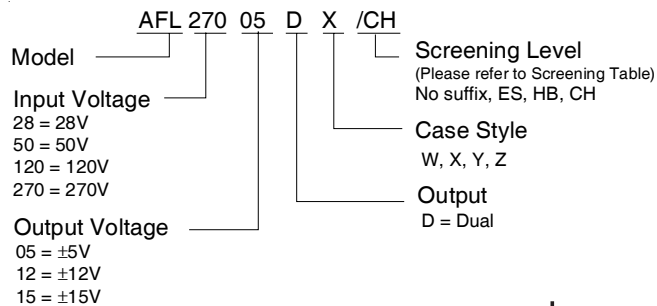 AFL 270 05 D X /CH
Model
Input Voltage
28 = 28V
50 = 50V
120 = 120V
270 = 270V
Output Voltage
05 = ±5V
12 = ±12V
15 = ±15V
Screening Level
(Please refer to Screening Table)
No suffix, ES, HB, CH
Case Style
W, X, Y, Z
Output
D = Dual